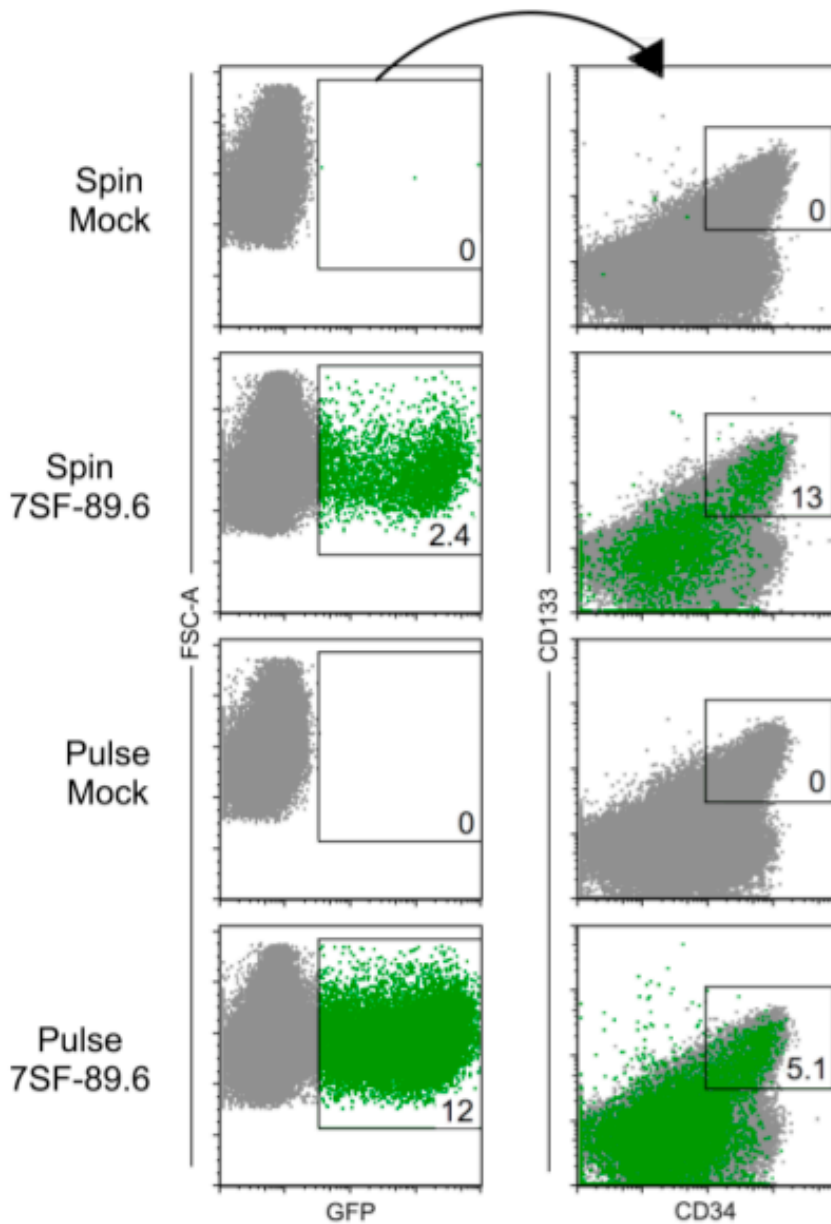 Spin
Mock
0
0
Spin
7SF-89.6
2.4
13
FSC-A
CD133
Pulse
Mock
0
0
Pulse
7SF-89.6
12
5.1
GFP
CD34